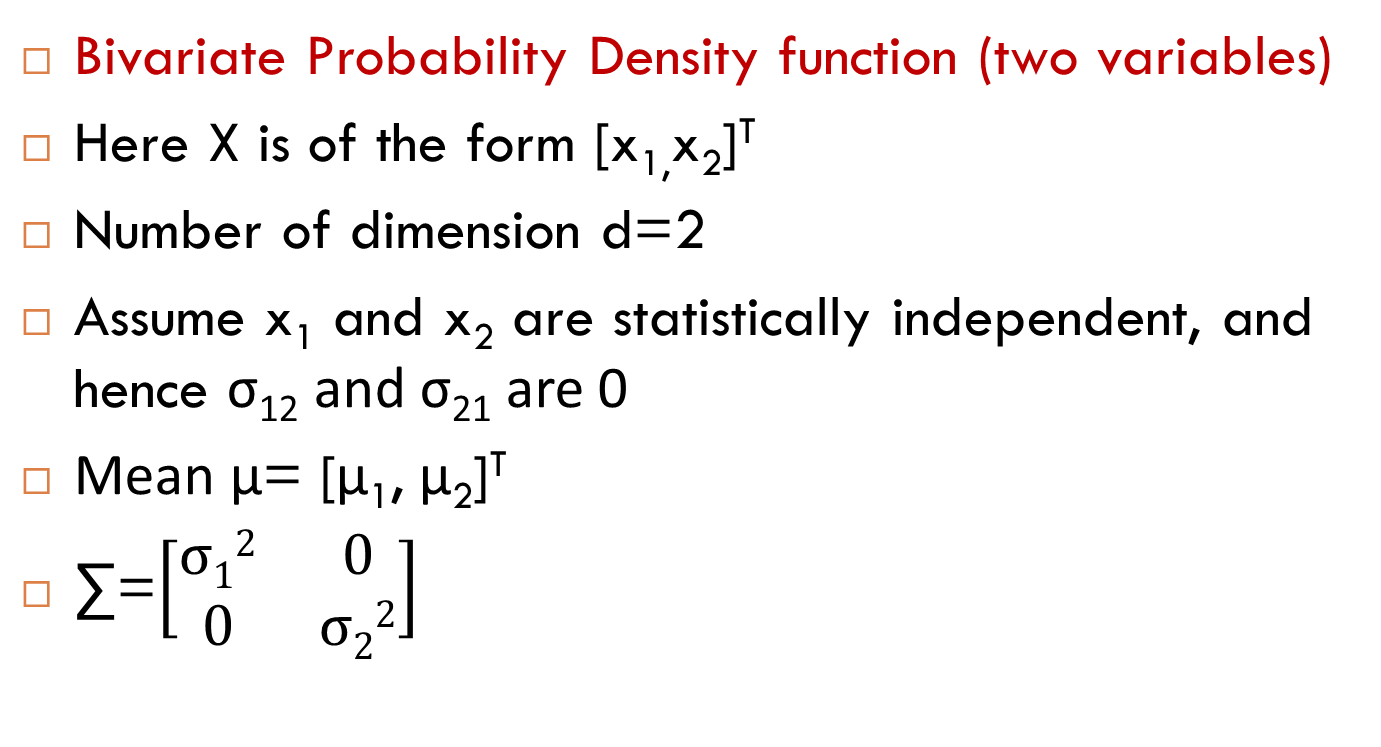 Bivariate Probability Density function (two variables)
Here X is of the form [x₁,x₂]ᵀ
Number of dimension d=2
Assume x₁ and x₂ are statistically independent, and
hence σ₁₂ and σ₂₁ are 0
Mean μ= [μ₁, μ₂]ᵀ
∑=[σ₁² 0
0 σ₂²]